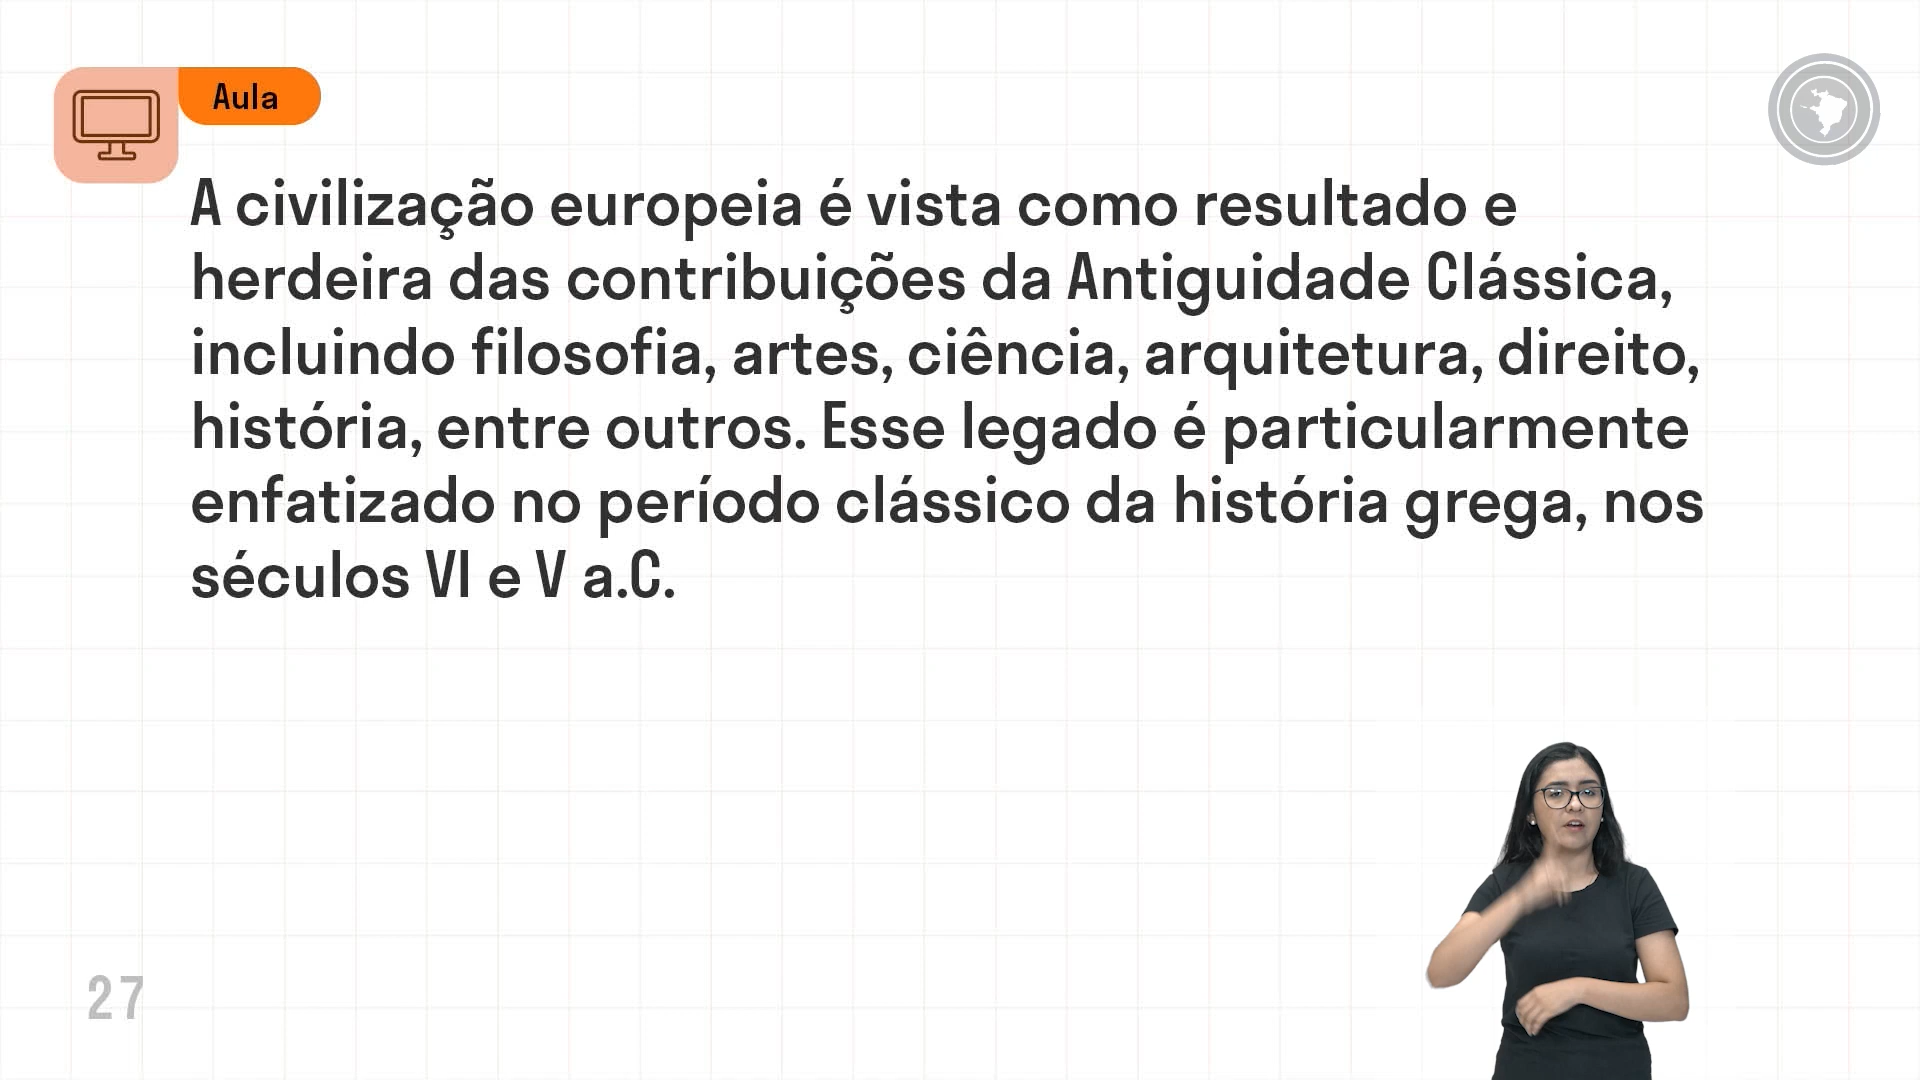 Aula
A civilização europeia é vista como resultado e
herdeira das contribuições da Antiguidade Clássica,
incluindo filosofia, artes, ciência, arquitetura, direito,
história, entre outros. Esse legado é particularmente
enfatizado no período clássico da história grega, nos
séculos VI e V a.C.
27